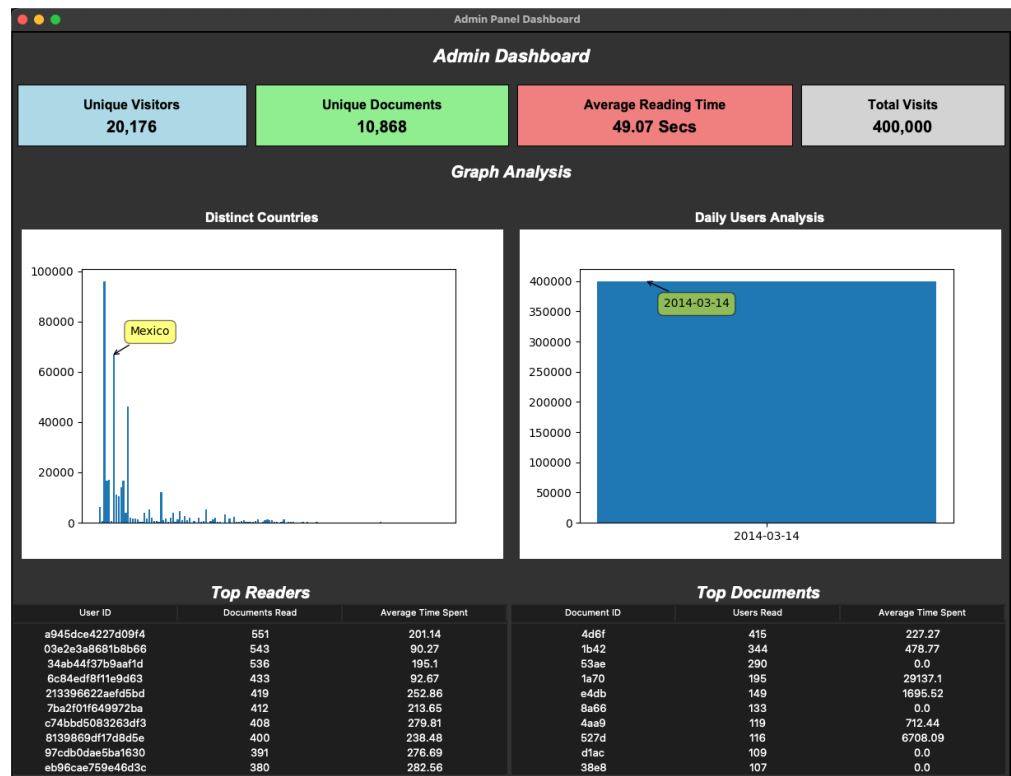 Admin Panel Dashboard
Admin Dashboard
Unique Visitors
20,176
Unique Documents
10,868
Average Reading Time
49.07 Secs
Total Visits
400,000
Graph Analysis
Distinct Countries
100000
80000
60000
40000
20000
0
Mexico
Daily Users Analysis
400000
350000
300000
250000
200000
150000
100000
50000
0
2014-03-14
2014-03-14
Top Readers
User ID Documents Read Average Time Spent
a945dce4227d09f4 551 201.14
03e2e3a8681b8b66 543 90.27
34ab44f37b9aaf1d 536 195.1
6c84edf8f11e9d63 433 92.67
213396622aefd5bd 419 252.86
7ba2f01f649972ba 412 213.65
c74bbd5083263df3 408 279.81
8139869df17d8d5e 400 238.48
97cdb0dae5ba1630 391 276.69
eb96cae759e46d3c 380 282.56
Top Documents
Document ID Users Read Average Time Spent
4d6f 415 227.27
1b42 344 478.77
53ae 290 0.0
1a70 195 29137.1
e4db 149 1695.52
8a66 133 0.0
4aa9 119 712.44
527d 116 6708.09
d1ac 109 0.0
38e8 107 0.0